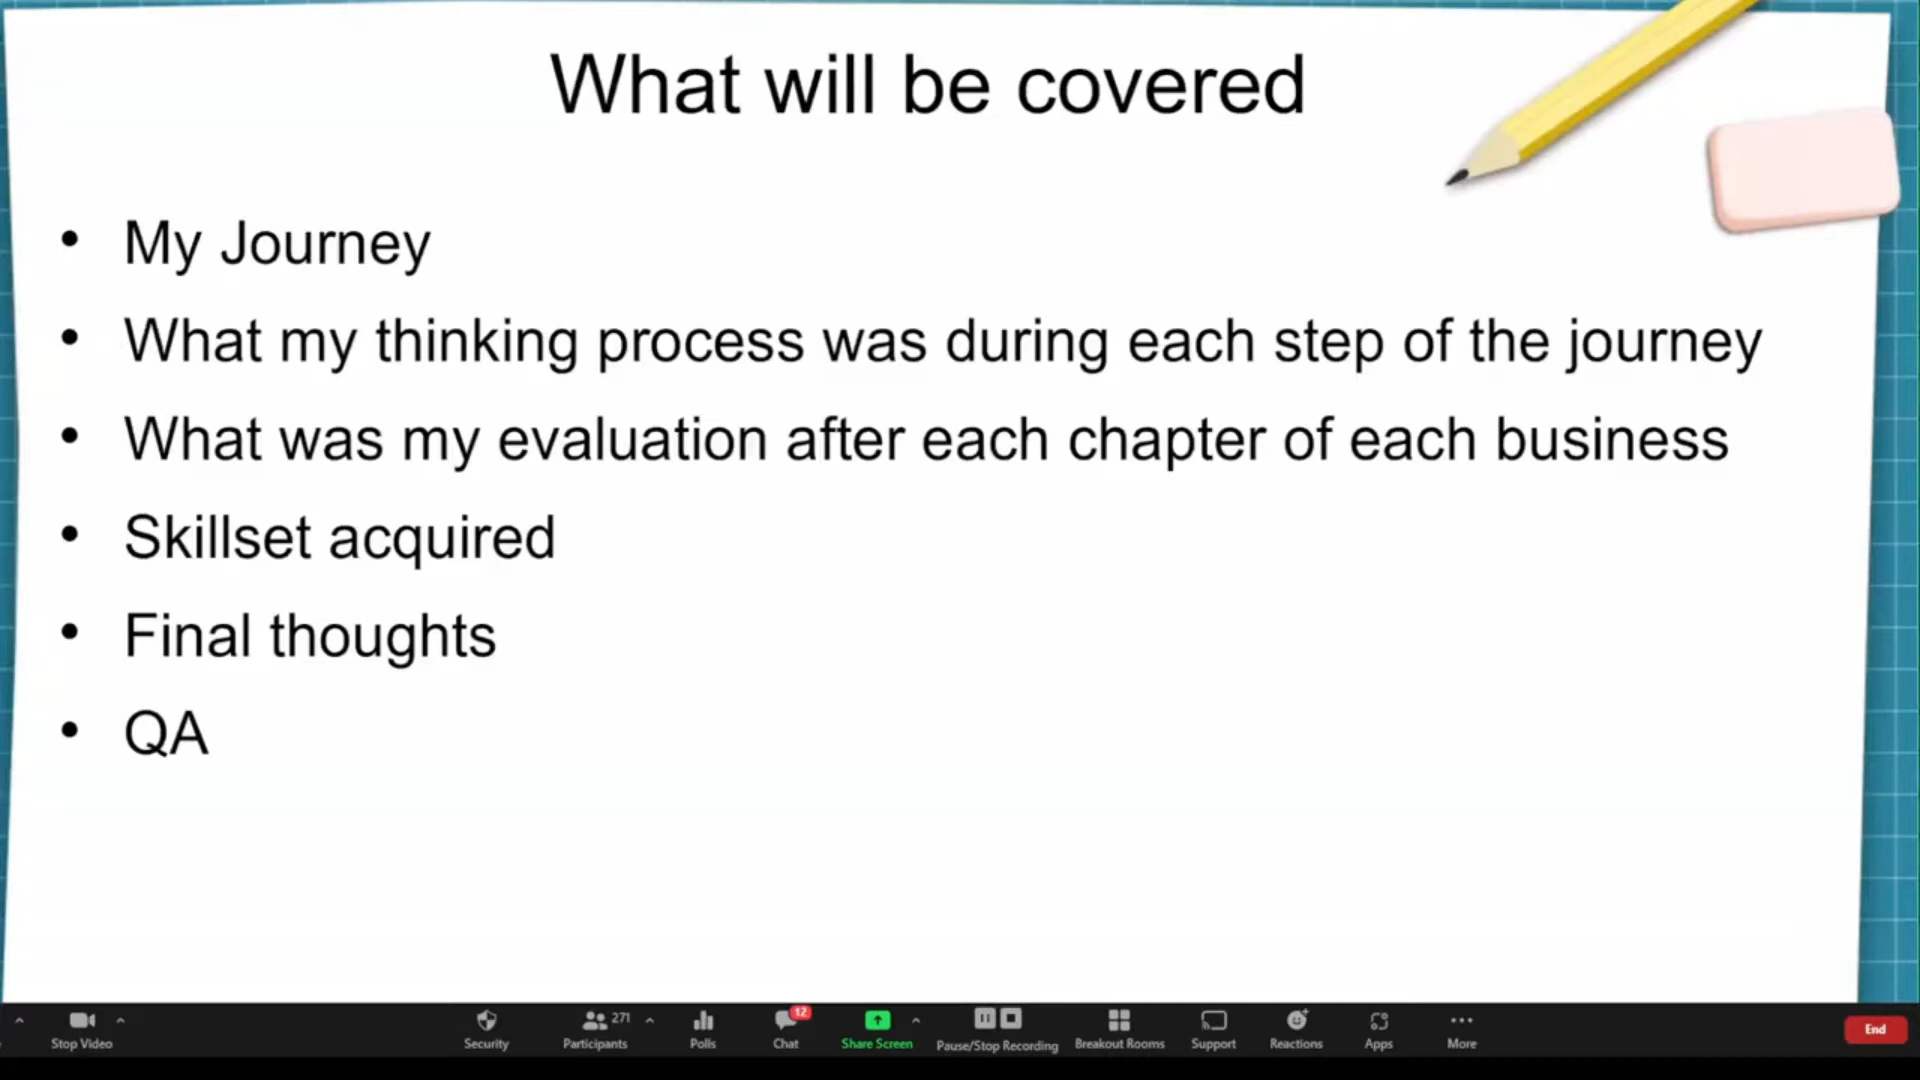 What will be covered
• My Journey
• What my thinking process was during each step of the journey
• What was my evaluation after each chapter of each business
• Skillset acquired
• Final thoughts
• QA
Stop Video
Security
Participants 271
Polls
Chat 12
Share Screen
Pause/Stop Recording
Breakout Rooms
Support
Reactions
Apps
More
End